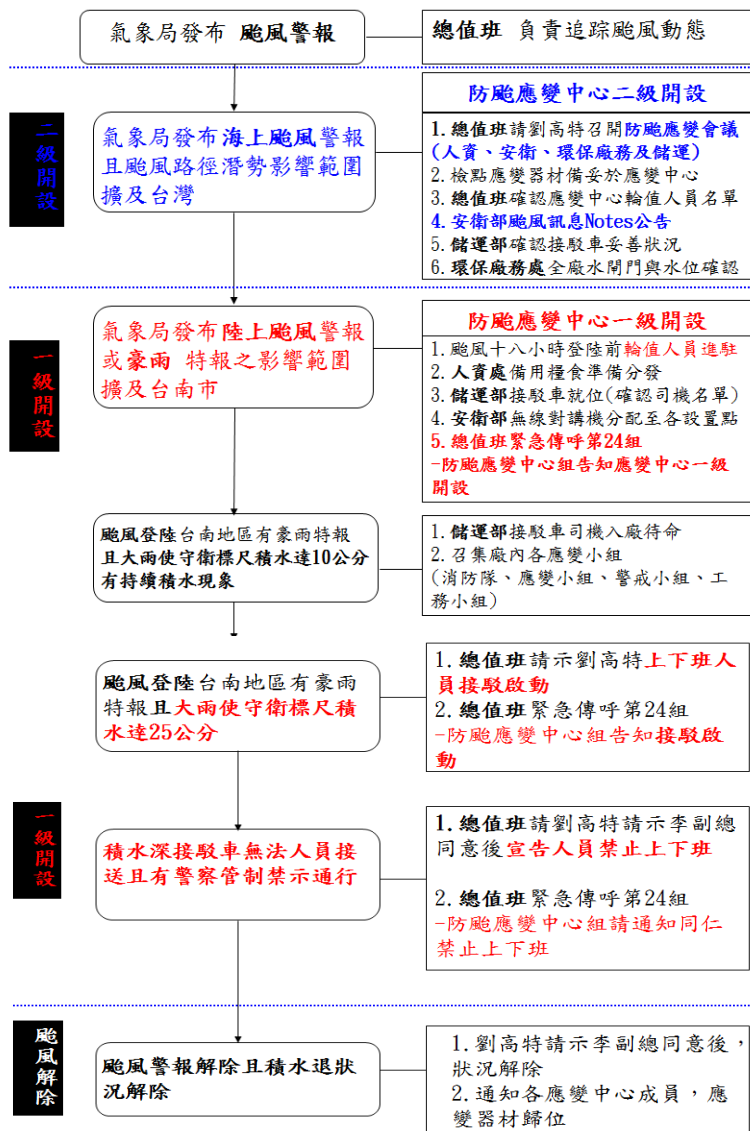 氣象局發布 颱風警報
總值班 負責追踪颱風動態
二級開設
氣象局發布海上颱風警報
且颱風路徑潛勢影響範圍
擴及台灣
防颱應變中心二級開設
1.總值班請劉高特召開防颱應變會議
(人資、安衛、環保廠務及儲運)
2.檢點應變器材備妥於應變中心
3.總值班確認應變中心輪值人員名單
4.安衛部颱風訊息Notes公告
5.儲運部確認接駁車妥善狀況
6.環保廠務處全廠水閘門與水位確認
一級開設
氣象局發布陸上颱風警報
或豪雨 特報之影響範圍
擴及台南市
防颱應變中心一級開設
1.颱風十八小時登陸前輪值人員進駐
2.人資處備用糧食準備分發
3.儲運部接駁車就位(確認司機名單)
4.安衛部無線對講機分配至各設置點
5.總值班緊急傳呼第24組
-防颱應變中心組告知應變中心一級
開設
颱風登陸台南地區有豪雨特報
且大雨使守衛標尺積水達10公分
有持續積水現象
1.儲運部接駁車司機入廠待命
2.召集廠內各應變小組
(消防隊、應變小組、警戒小組、工
務小組)
颱風登陸台南地區有豪雨
特報且大雨使守衛標尺積
水達25公分
1.總值班請示劉高特上下班人
員接駁啟動
2.總值班緊急傳呼第24組
-防颱應變中心組告知接駁啟
動
一級開設
積水深接駁車無法人員接
送且有警察管制禁示通行
1.總值班請劉高特請示李副總
同意後宣告人員禁止上下班
2.總值班緊急傳呼第24組
-防颱應變中心組請通知同仁
禁止上下班
颱風解除
颱風警報解除且積水退狀
況解除
1.劉高特請示李副總同意後，
狀況解除
2.通知各應變中心成員，應
變器材歸位